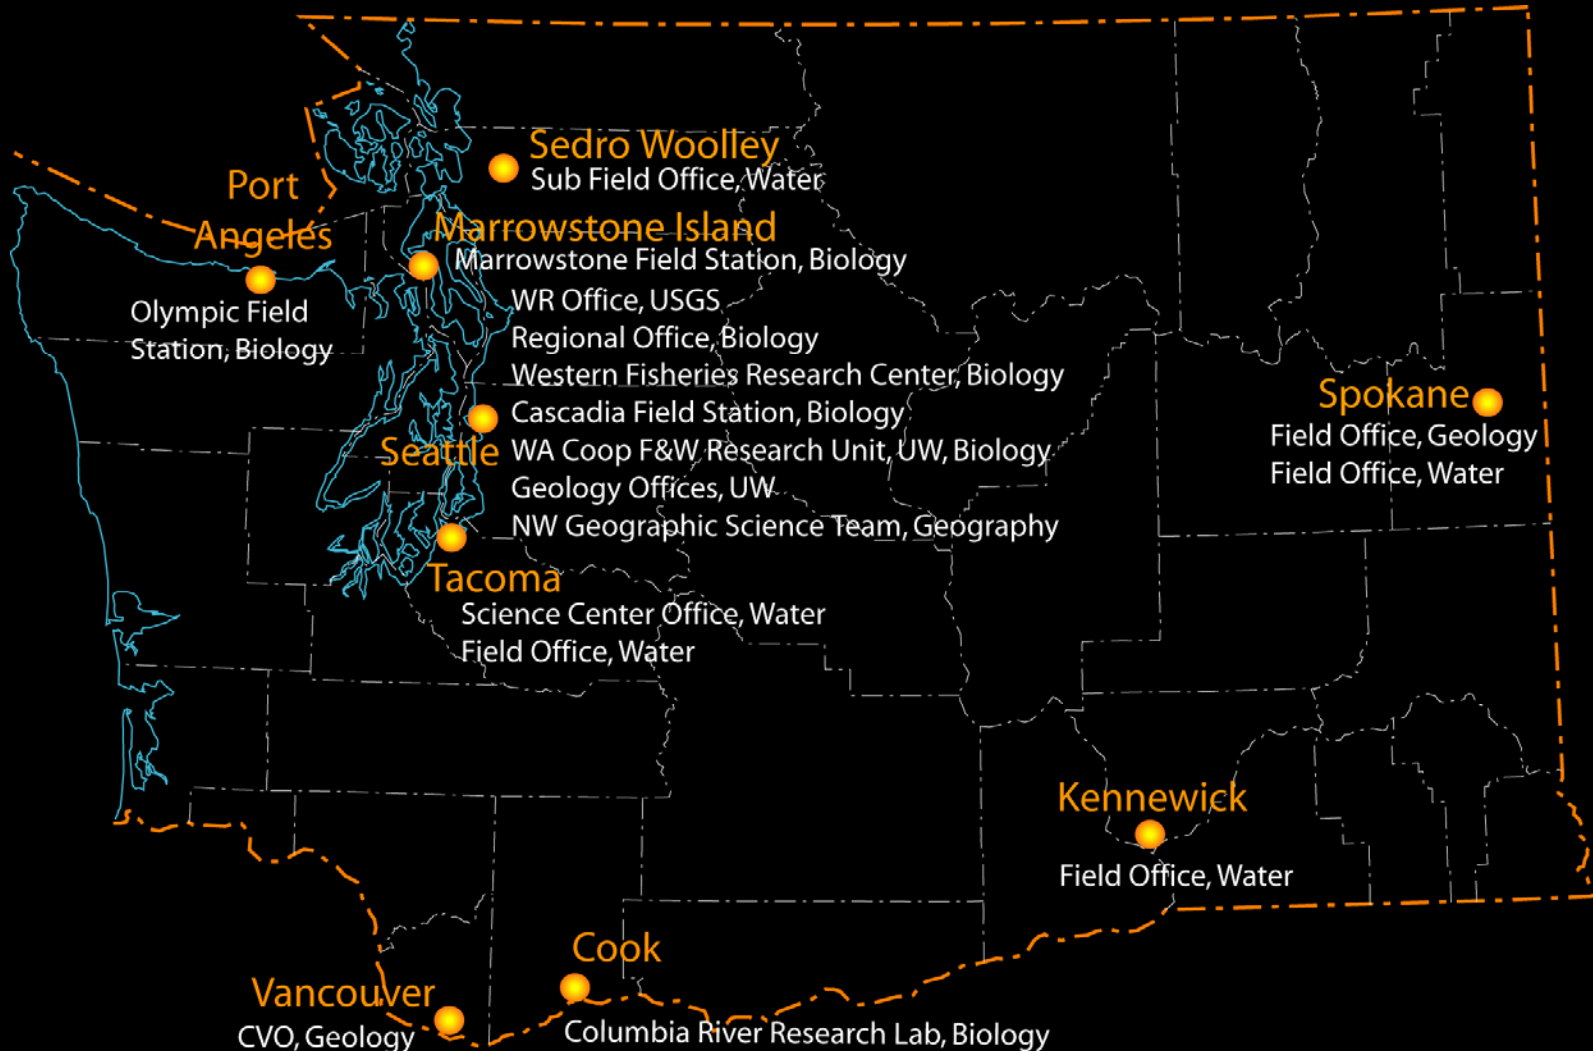 Sedro Woolley
Sub Field Office, Water
Port
Angeles
Olympic Field
Station, Biology
Marrowstone Island
Marrowstone Field Station, Biology
Seattle
WR Office, USGS
Regional Office, Biology
Western Fisheries Research Center, Biology
Cascadia Field Station, Biology
WA Coop F&W Research Unit, UW, Biology
Geology Offices, UW
NW Geographic Science Team, Geography
Spokane
Field Office, Geology
Field Office, Water
Tacoma
Science Center Office, Water
Field Office, Water
Kennewick
Field Office, Water
Cook
Columbia River Research Lab, Biology
Vancouver
CVO, Geology